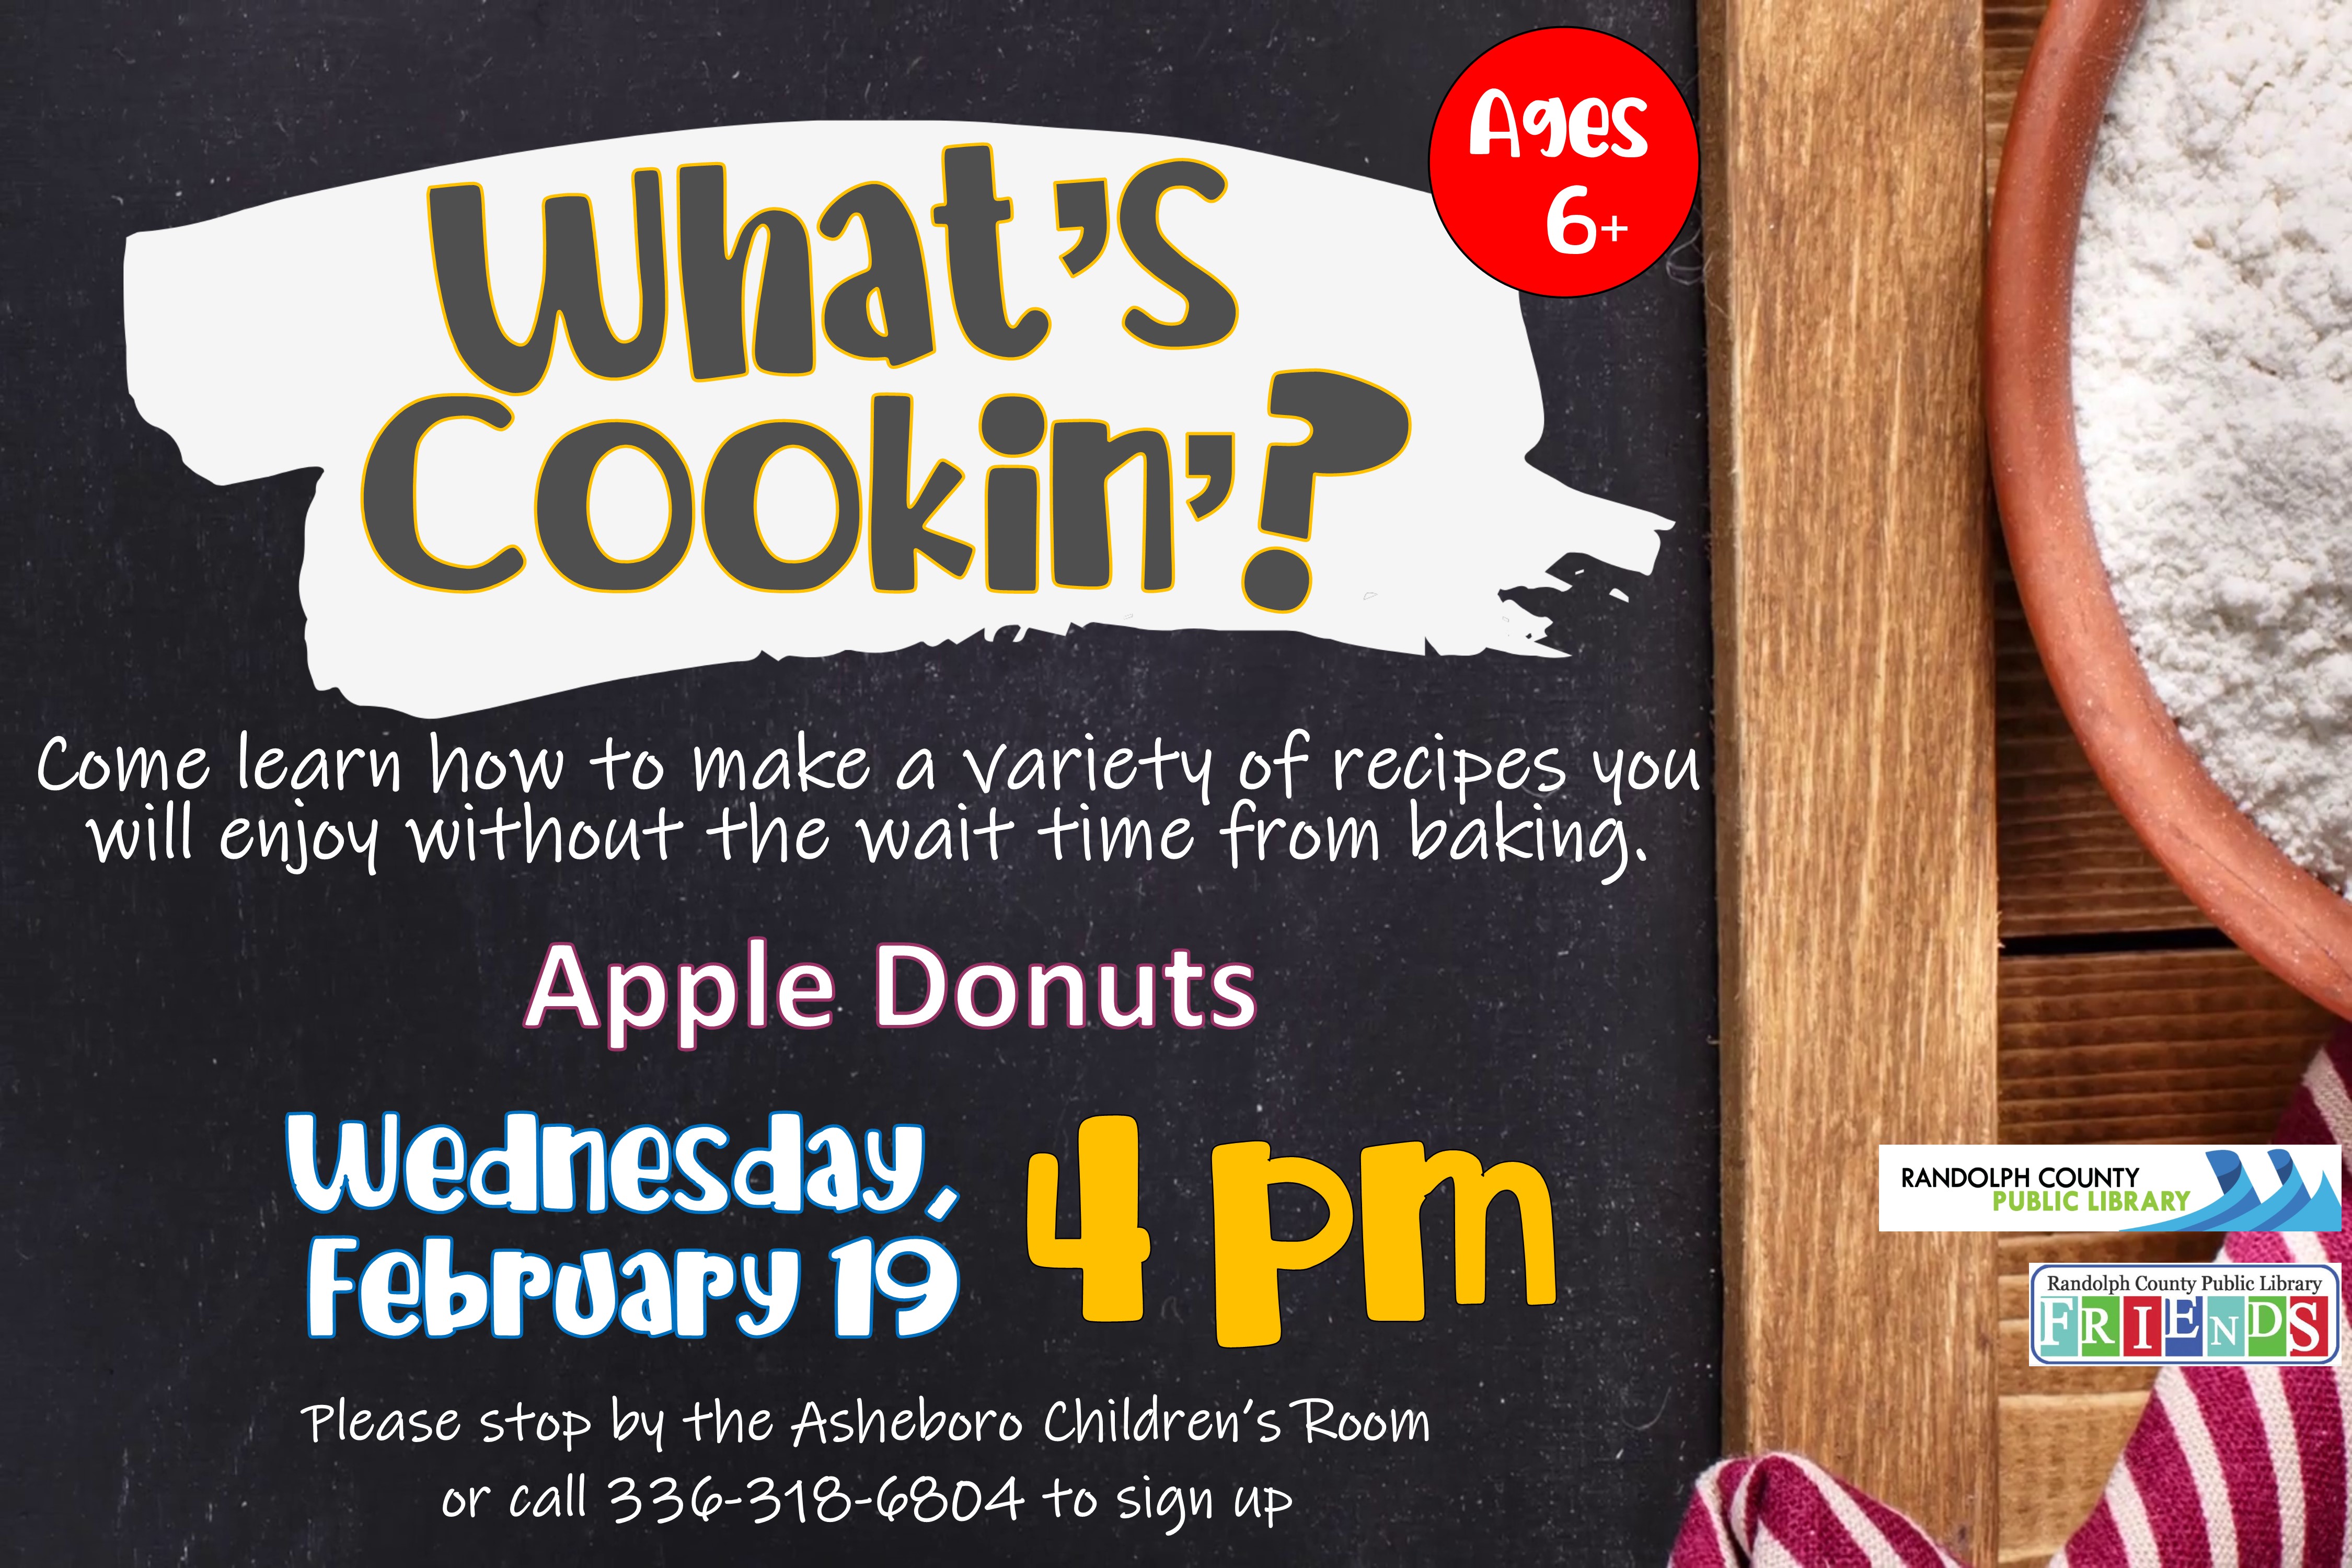 Ages
6+
What's
Cookin'?
Come learn how to make a variety of recipes you
will enjoy without the wait time from baking.
Apple Donuts
Wednesday,
February 19
4 pm
Please stop by the Asheboro Children's Room
or call 336-318-6804 to sign up
RANDOLPH COUNTY
PUBLIC LIBRARY
Randolph County Public Library
FRIENDS